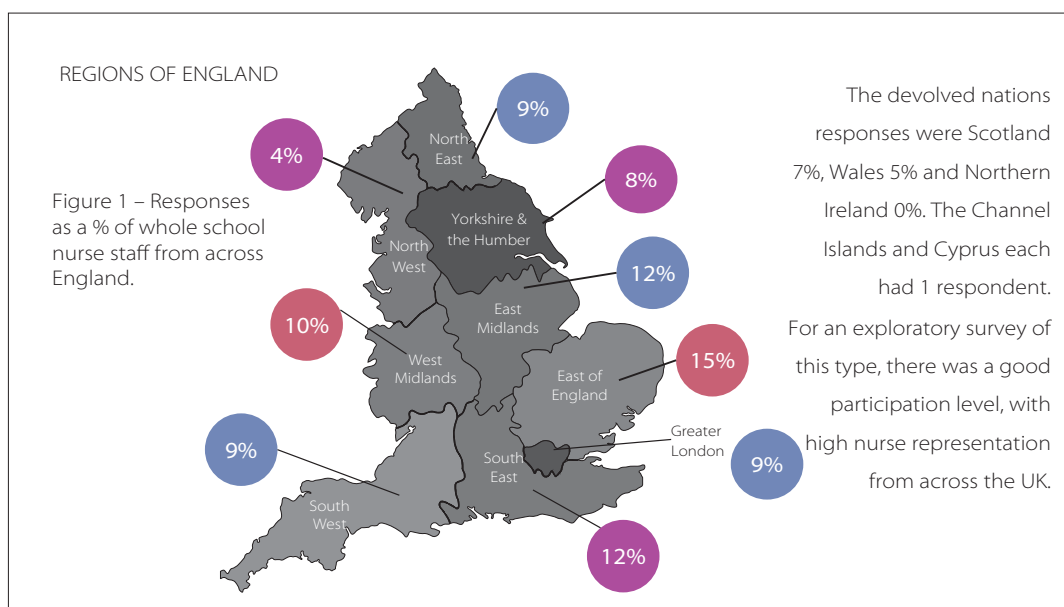 REGIONS OF ENGLAND
Figure 1 – Responses
as a % of whole school
nurse staff from across
England.
9%
4%
8%
12%
10%
15%
9%
9%
12%
North
East
Yorkshire &
the Humber
North
West
East
Midlands
West
Midlands
East of
England
Greater
London
South
East
South
West
The devolved nations
responses were Scotland
7%, Wales 5% and Northern
Ireland 0%. The Channel
Islands and Cyprus each
had 1 respondent.
For an exploratory survey of
this type, there was a good
participation level, with
high nurse representation
from across the UK.